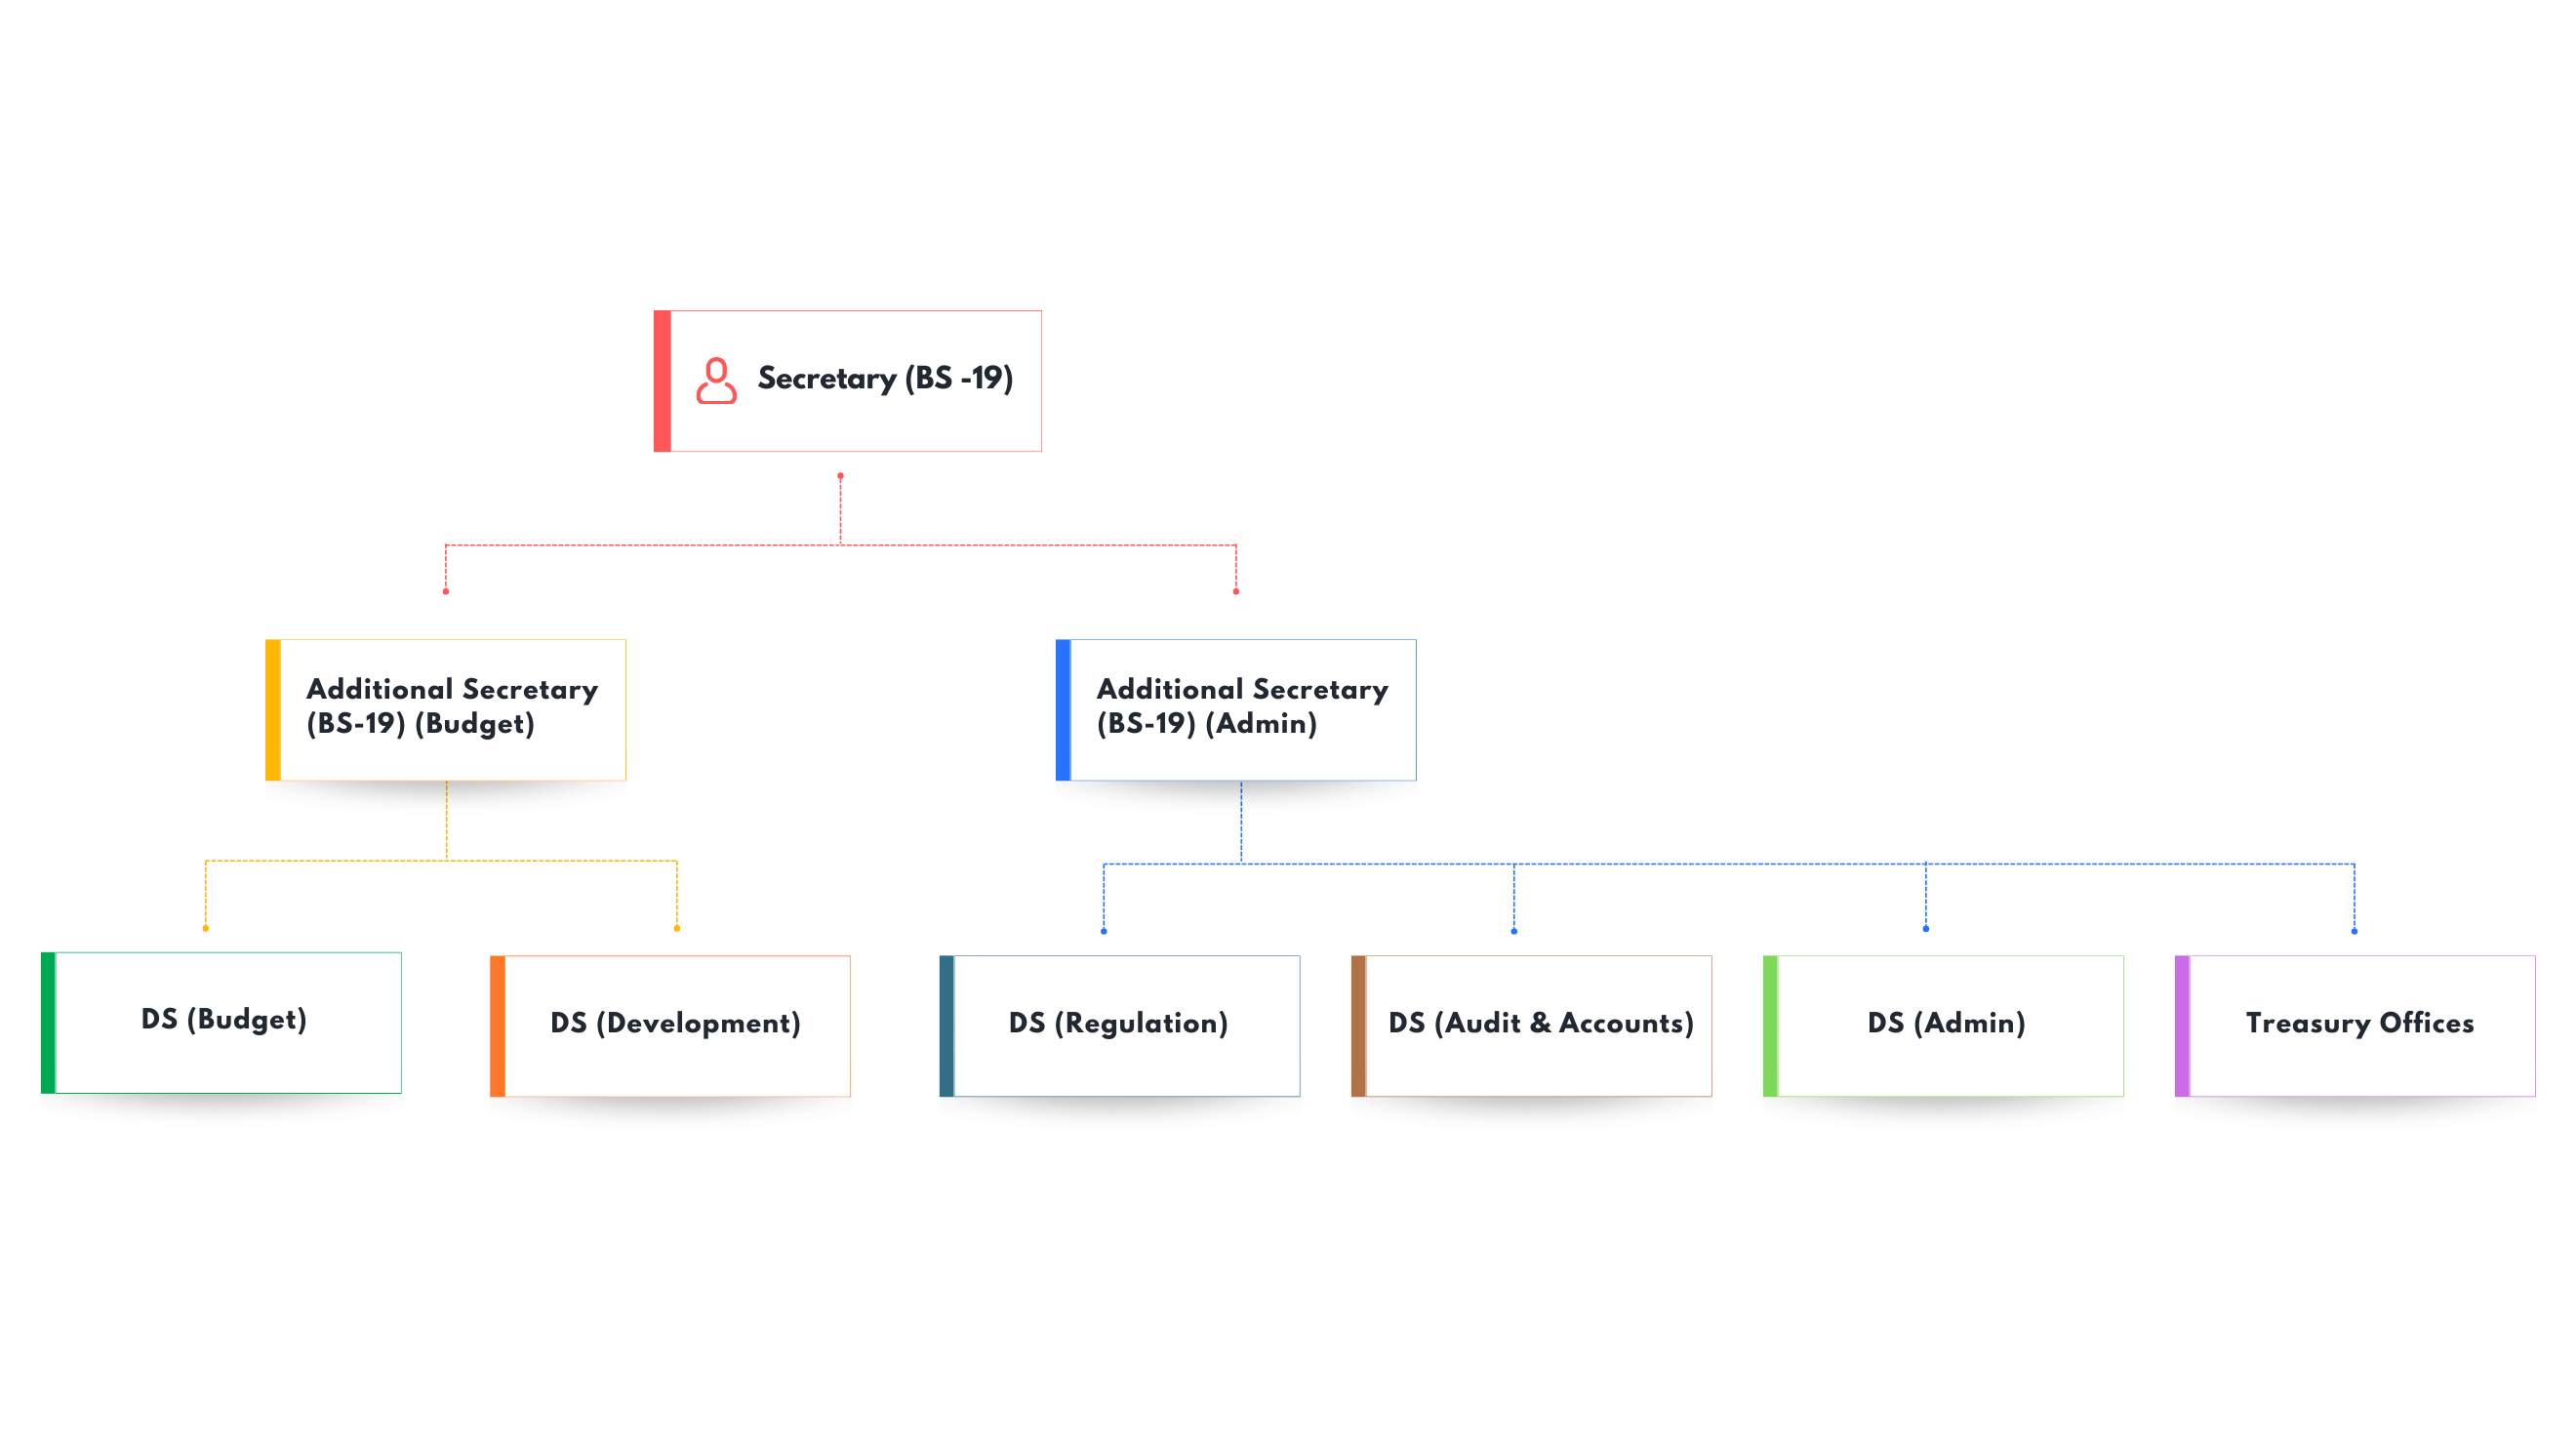 Secretary (BS -19)
Additional Secretary
(BS-19) (Budget)
Additional Secretary
(BS-19) (Admin)
DS (Budget)
DS (Development)
DS (Regulation)
DS (Audit & Accounts)
DS (Admin)
Treasury Offices